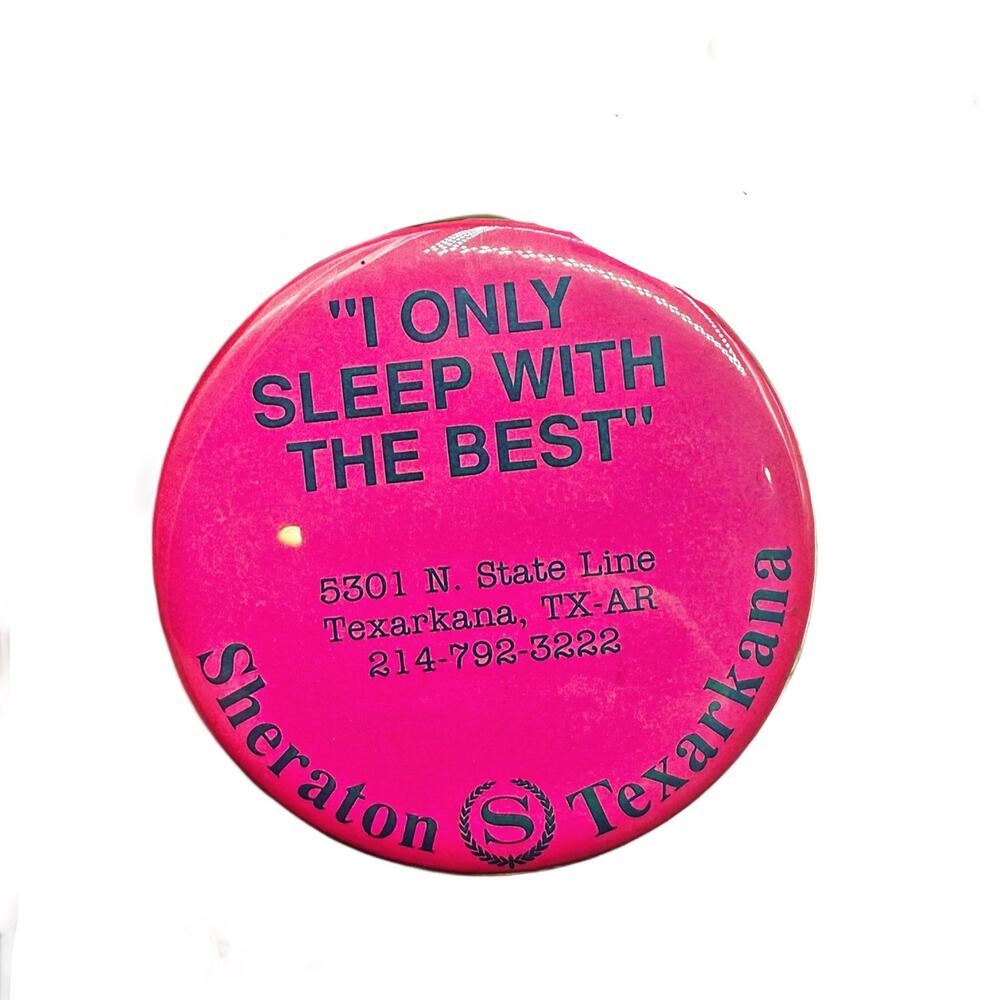 "I ONLY
SLEEP WITH
THE BEST"
5301 N. State Line
Texarkana, TX-AR
214-792-3222
Sheraton S Texarkana